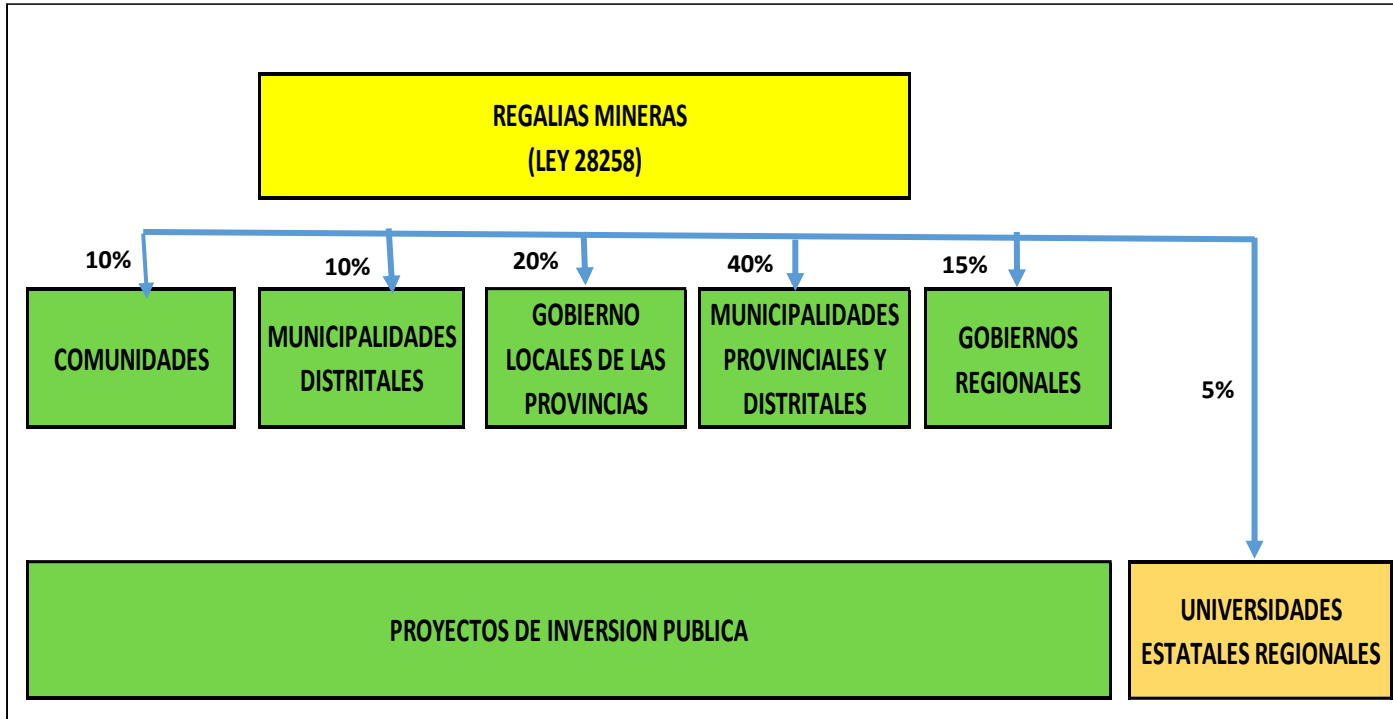 REGALIAS MINERAS
(LEY 28258)
10%
10%
20%
40%
15%
5%
COMUNIDADES
MUNICIPALIDADES
DISTRITALES
GOBIERNO
LOCALES DE LAS
PROVINCIAS
MUNICIPALIDADES
PROVINCIALES Y
DISTRITALES
GOBIERNOS
REGIONALES
PROYECTOS DE INVERSION PUBLICA
UNIVERSIDADES
ESTATALES REGIONALES